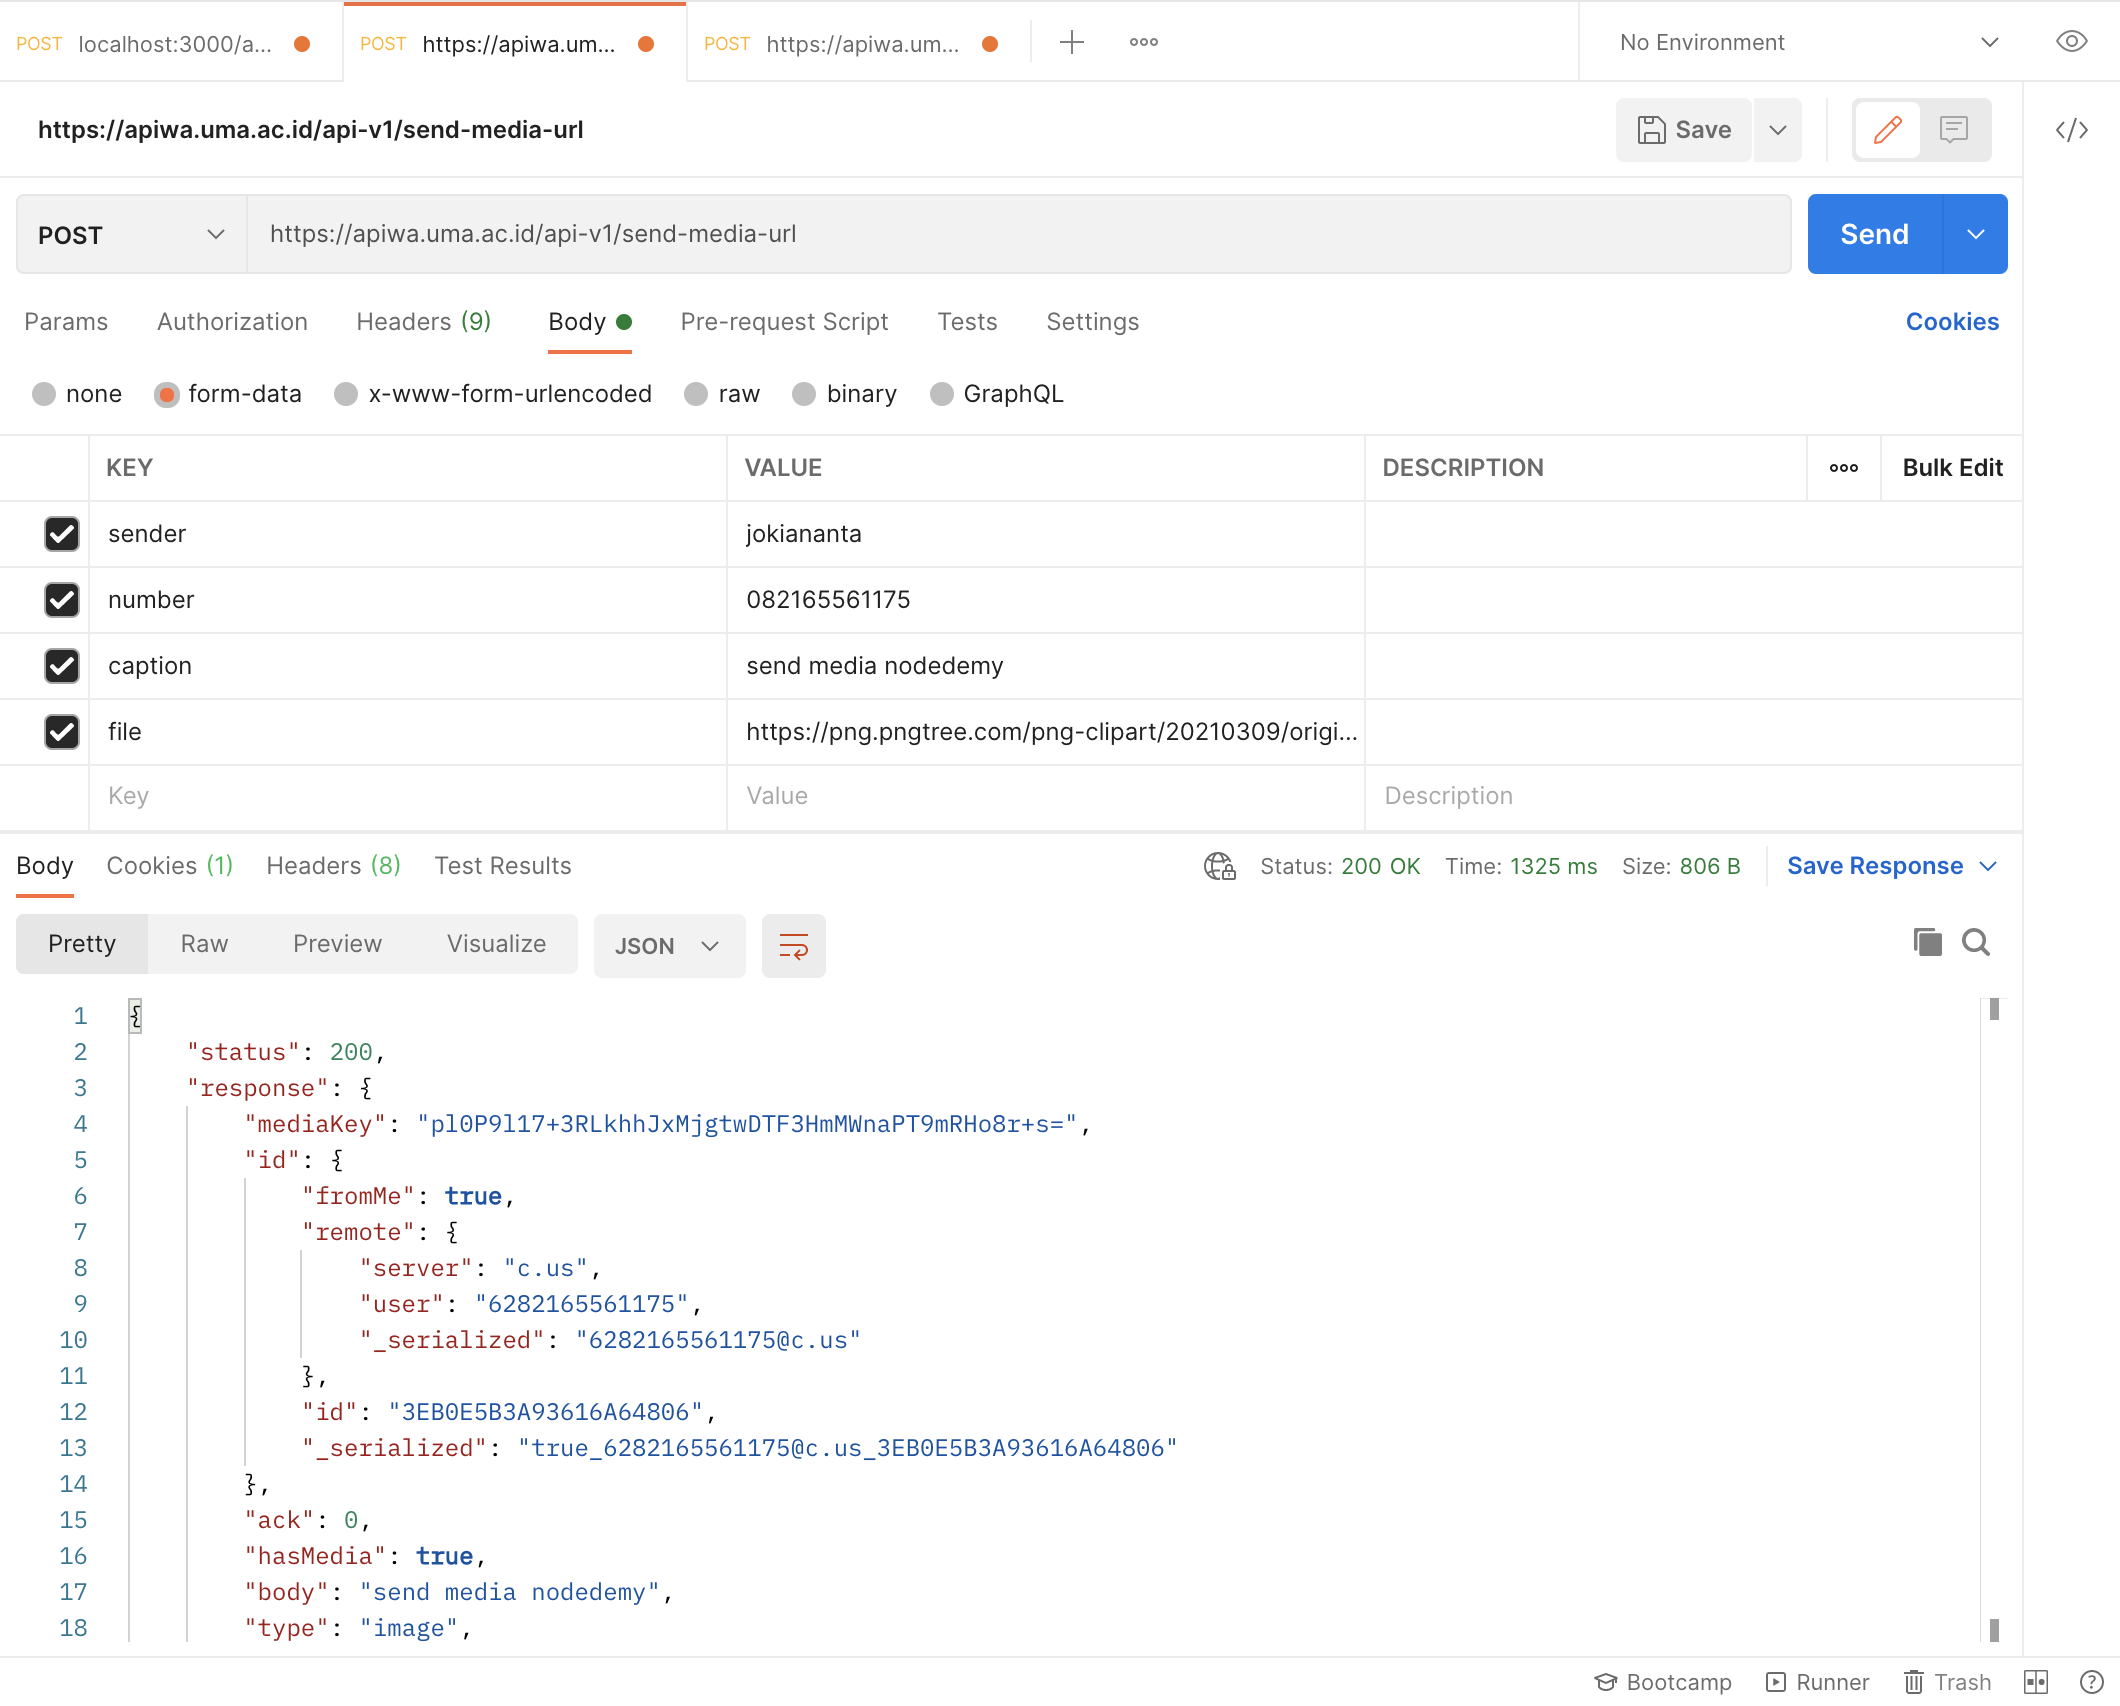 POST localhost:3000/a... POST https://apiwa.um... POST https://apiwa.um... No Environment
https://apiwa.uma.ac.id/api-v1/send-media-url Save
POST https://apiwa.uma.ac.id/api-v1/send-media-url Send
Params Authorization Headers (9) Body Pre-request Script Tests Settings Cookies
none form-data x-www-form-urlencoded raw binary GraphQL
KEY VALUE DESCRIPTION Bulk Edit
sender jokiananta
number 082165561175
caption send media nodedemy
file https://png.pngtree.com/png-clipart/20210309/origi...
Key Value Description
Body Cookies (1) Headers (8) Test Results Status: 200 OK Time: 1325 ms Size: 806 B Save Response
Pretty Raw Preview Visualize JSON
1 {
2 "status": 200,
3 "response": {
4 "mediaKey": "pl0P9l17+3RLkhhJxMjgtwDTF3HmMWnaPT9mRHo8r+s=",
5 "id": {
6 "fromMe": true,
7 "remote": {
8 "server": "c.us",
9 "user": "6282165561175",
10 "_serialized": "6282165561175@c.us"
11 },
12 "id": "3EB0E5B3A93616A64806",
13 "_serialized": "true_6282165561175@c.us_3EB0E5B3A93616A64806"
14 },
15 "ack": 0,
16 "hasMedia": true,
17 "body": "send media nodedemy",
18 "type": "image",
Bootcamp Runner Trash